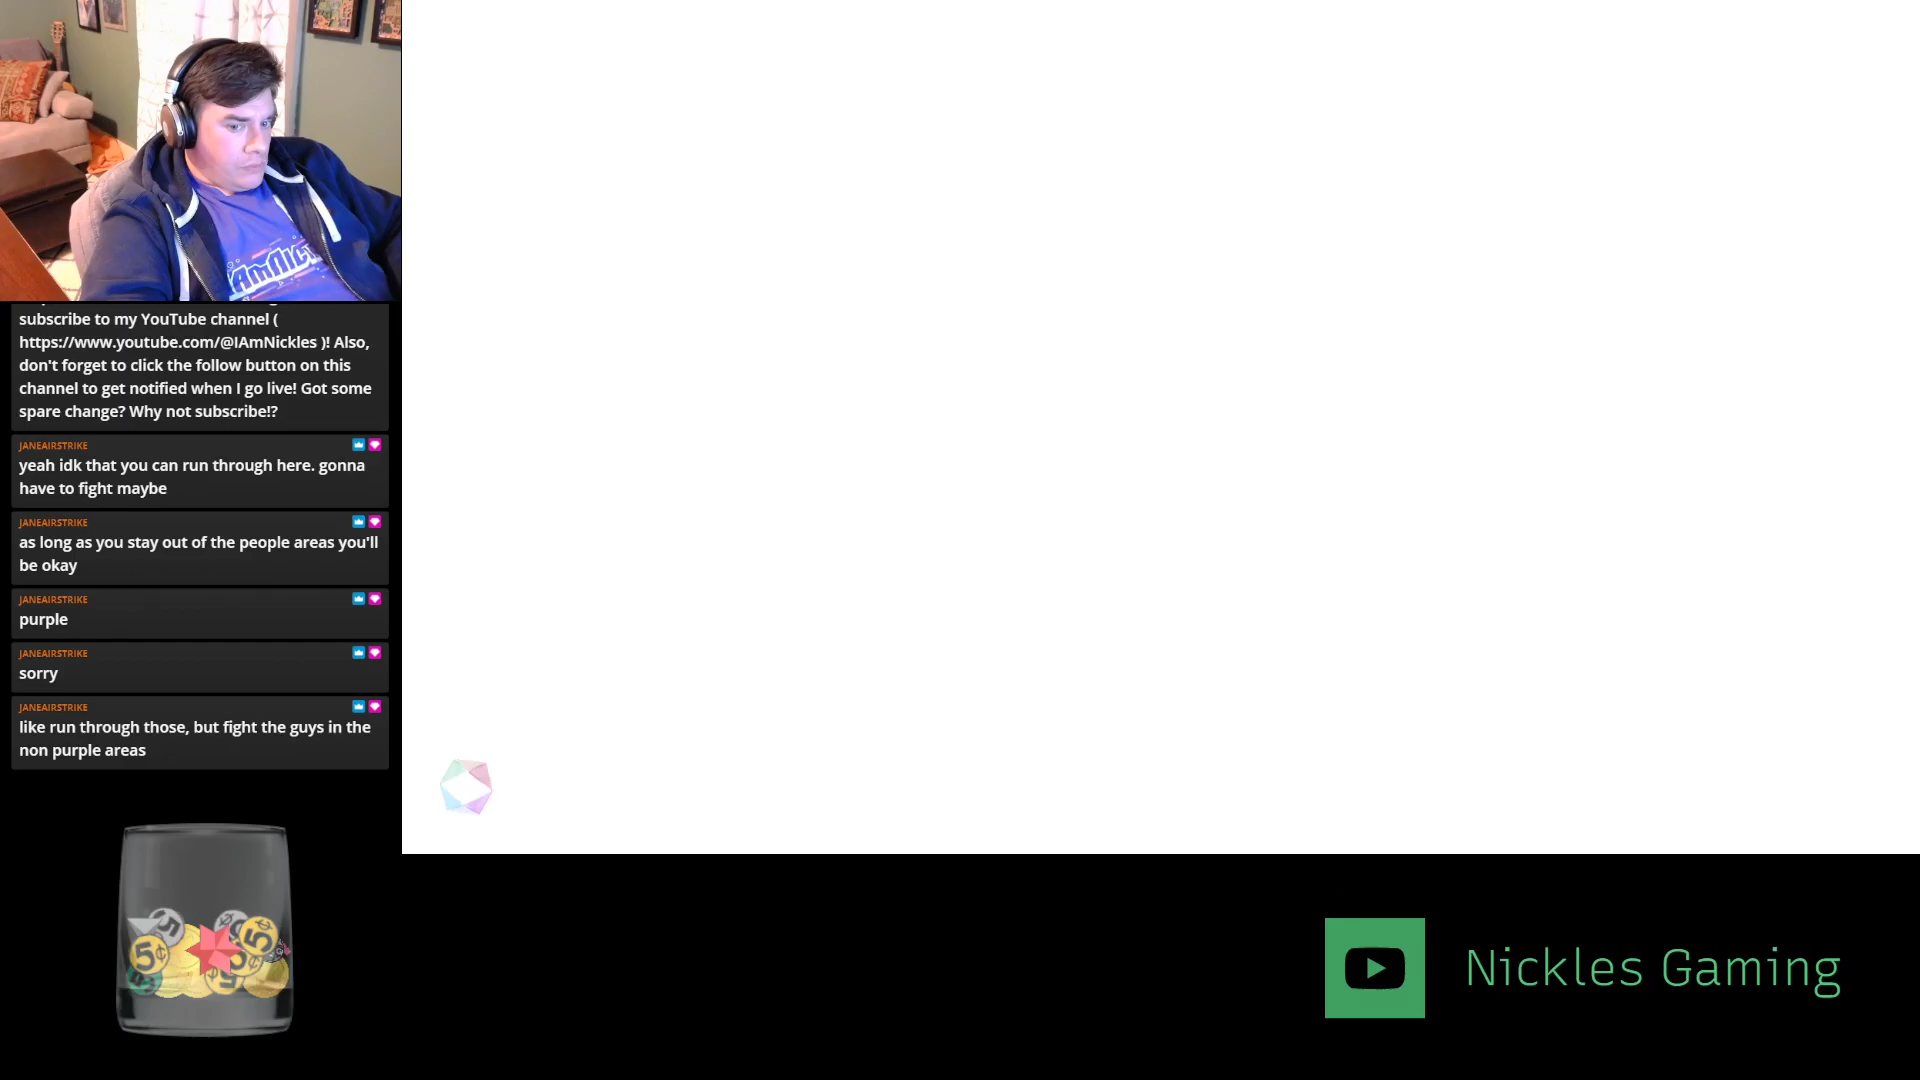 AmNick
subscribe to my YouTube channel (
https://www.youtube.com/@IAmNickles )! Also,
don't forget to click the follow button on this
channel to get notified when I go live! Got some
spare change? Why not subscribe!?
JANEAIRSTRIKE
yeah idk that you can run through here. gonna
have to fight maybe
JANEAIRSTRIKE
as long as you stay out of the people areas you'll
be okay
JANEAIRSTRIKE
purple
JANEAIRSTRIKE
sorry
JANEAIRSTRIKE
like run through those, but fight the guys in the
non purple areas
5
5¢
5¢
Nickles Gaming